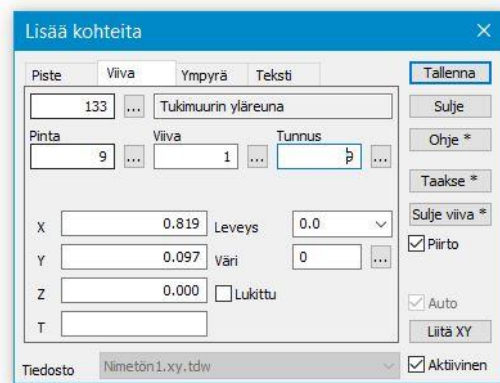 Lisää kohteita
Piste Viiva Ympyrä Teksti Tallenna
133 ... Tukimuurin yläreuna Sulje
Pinta Viiva Tunnus Ohje *
9 ... 1 ... ...
Taakse *
X 0.819 Leveys 0.0 Sulje viiva *
Y 0.097 Väri 0 ... Piirto
Z 0.000 Lukittu Auto
T Liitä XY
Tiedosto Nimetön1.xy.tdw Aktiivinen